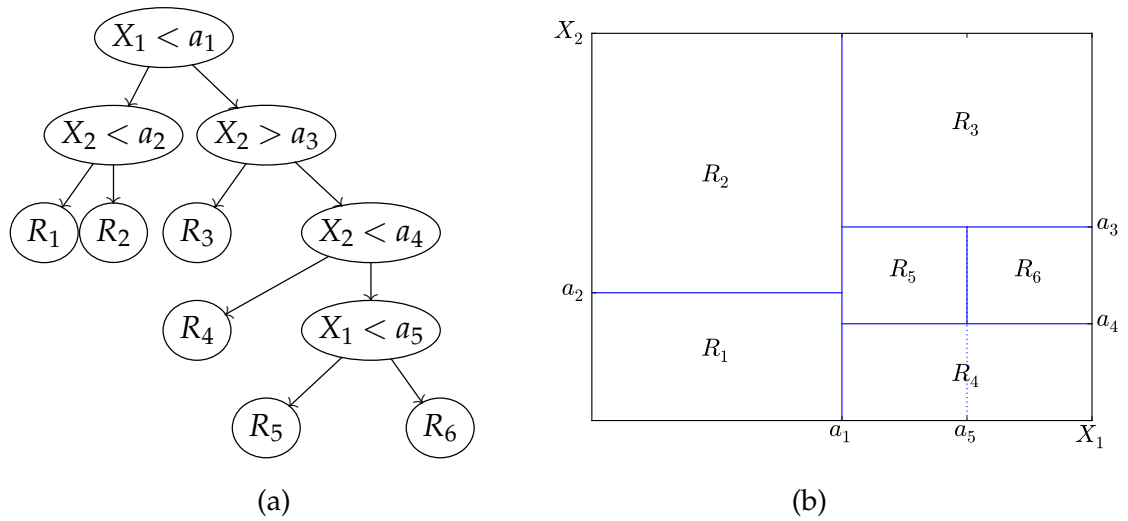 X₁ < a₁
X₂ < a₂ X₂ > a₃
R₁ R₂ R₃ X₂ < a₄
R₄ X₁ < a₅
R₅ R₆
(a)
X₂
R₃
R₂
a₃
R₅ R₆
a₂
a₄
R₁
R₄
a₁ a₅ X₁
(b)